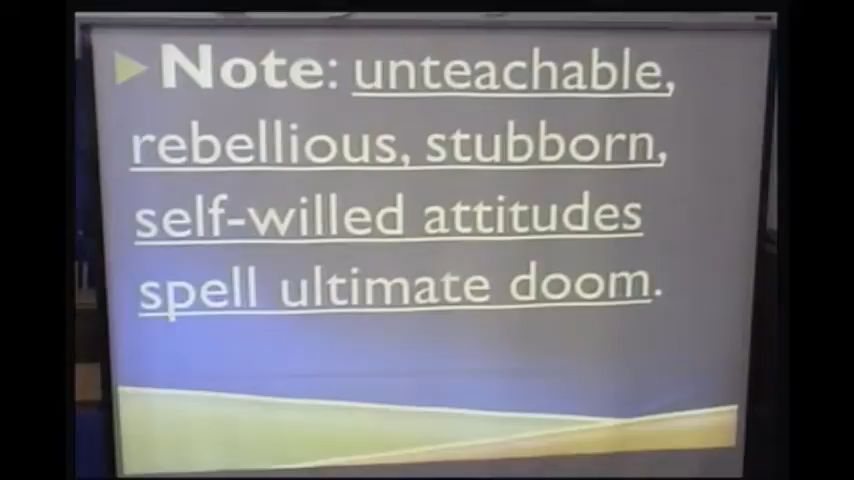 Note: unteachable,
rebellious, stubborn,
self-willed attitudes
spell ultimate doom.